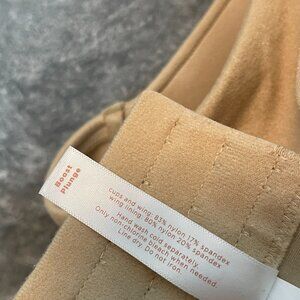 Boost
plunge
cups and wing: 83% nylon 17% spandex
wing lining: 80% nylon 20% spandex
Hand wash cold separately.
Only non-chlorine bleach when needed.
Line dry. Do not iron.